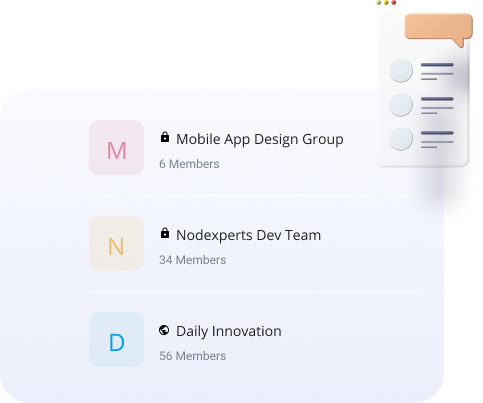 M
Mobile App Design Group
6 Members
N
Nodexperts Dev Team
34 Members
D
Daily Innovation
56 Members